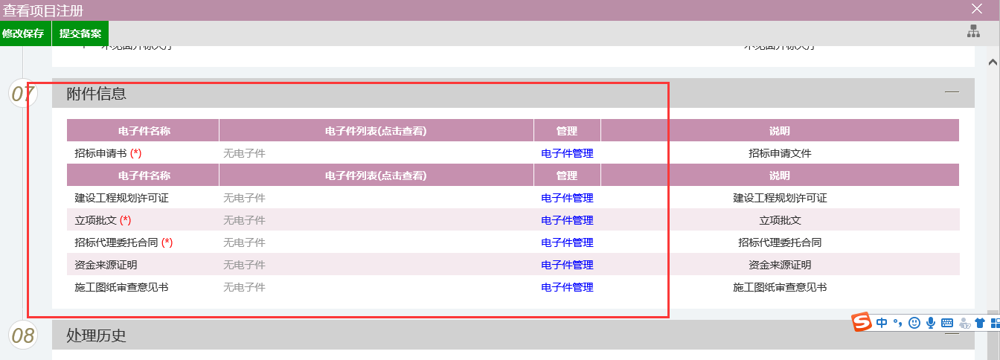 查看项目注册
修改保存 提交备案
07 附件信息
电子件名称 电子件列表(点击查看) 管理 说明
招标申请书 (*) 无电子件 电子件管理 招标申请文件
电子件名称 电子件列表(点击查看) 管理 说明
建设工程规划许可证 无电子件 电子件管理 建设工程规划许可证
立项批文 (*) 无电子件 电子件管理 立项批文
招标代理委托合同 (*) 无电子件 电子件管理 招标代理委托合同
资金来源证明 无电子件 电子件管理 资金来源证明
施工图纸审查意见书 无电子件 电子件管理 施工图纸审查意见书
中
08 处理历史